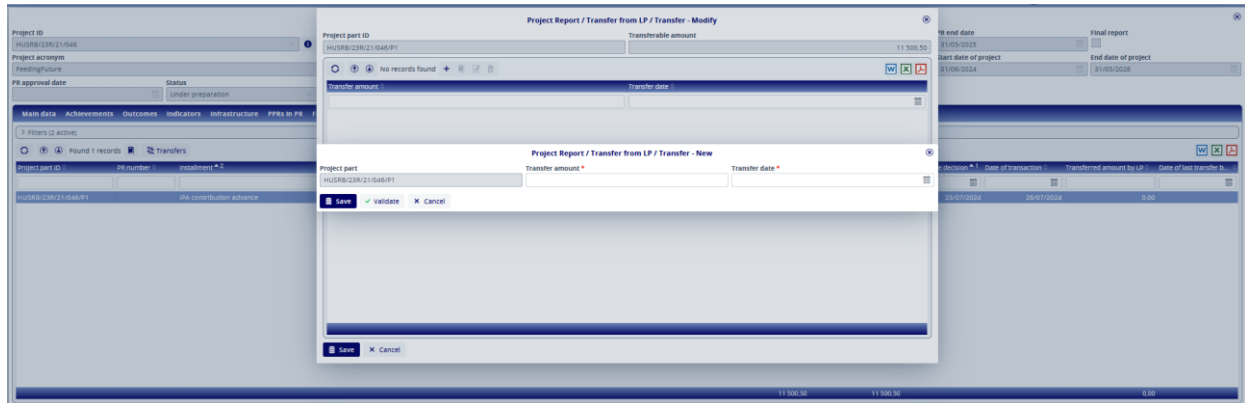 Project Report / Transfer from LP / Transfer - Modify
Project ID
Project part ID
Transferable amount
PR end date
Final report
HUSRB/23R/21/046
HUSRB/23R/21/046/P1
11 500,50
31/05/2025
Project acronym
Start date of project
End date of project
FeedingFuture
No records found
01/06/2024
31/05/2026
PR approval date
Status
Transfer amount
Transfer date
Under preparation
Main data Achievements Outcomes Indicators Infrastructure PPRs in PR F
Filters (2 active)
Found 1 records
Transfers
Project Report / Transfer from LP / Transfer - New
Project part ID
PR number
Installment 2
Project part
Transfer amount *
Transfer date *
e decision 1
Date of transaction
Transferred amount by LP
Date of last transfer b...
HUSRB/23R/21/046/P1
HUSRB/23R/21/046/P1
IPA contribution advance
Save
Validate
Cancel
23/07/2024
26/07/2024
0,00
Save
Cancel
11 500,50
11 500,50
0,00